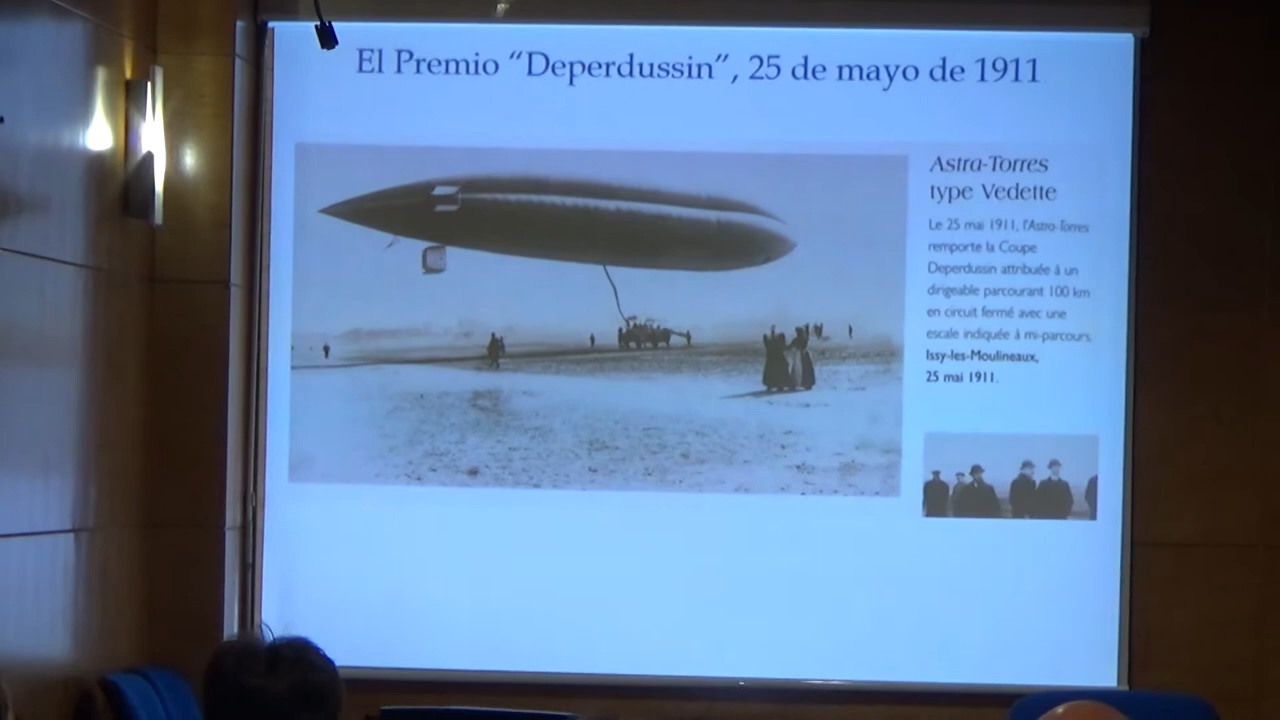 El Premio “Deperdussin”, 25 de mayo de 1911
Astra-Torres
type Vedette
Le 25 mai 1911, l'Astra-Torres
remporte la Coupe
Deperdussin attribuée à un
dirigeable parcourant 100 km
en circuit fermé avec une
escale indiquée à mi-parcours.
Issy-les-Moulineaux,
25 mai 1911.